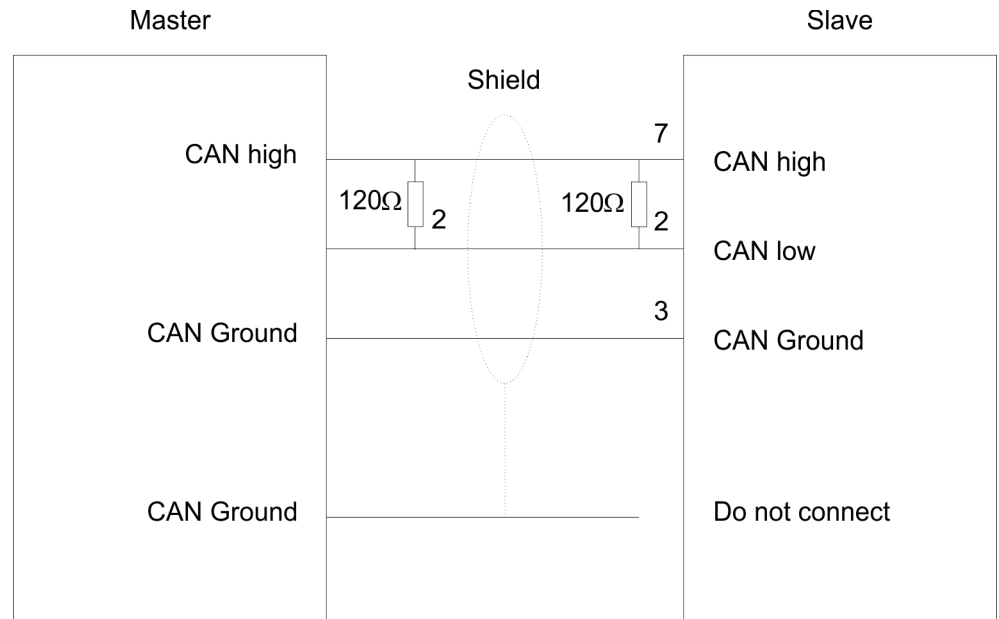 Master
Slave
Shield
7
CAN high
CAN high
120Ω
2
120Ω
2
CAN low
3
CAN Ground
CAN Ground
CAN Ground
Do not connect